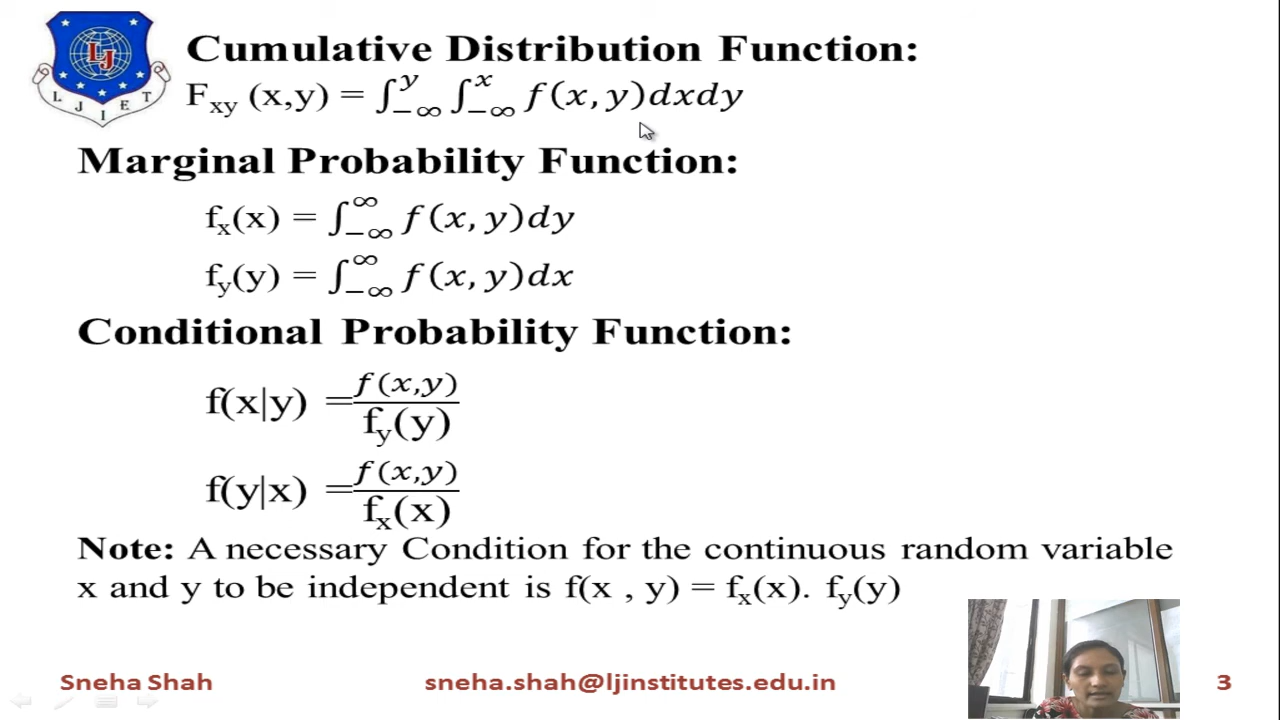 LJ
L J I E T
Cumulative Distribution Function:
Fxy (x,y) = ∫_{-∞}^{y} ∫_{-∞}^{x} f(x, y)dxdy
Marginal Probability Function:
fx(x) = ∫_{-∞}^{∞} f(x, y)dy
fy(y) = ∫_{-∞}^{∞} f(x, y)dx
Conditional Probability Function:
f(x|y) = f(x,y) / fy(y)
f(y|x) = f(x,y) / fx(x)
Note: A necessary Condition for the continuous random variable
x and y to be independent is f(x , y) = fx(x). fy(y)
Sneha Shah sneha.shah@ljinstitutes.edu.in 3